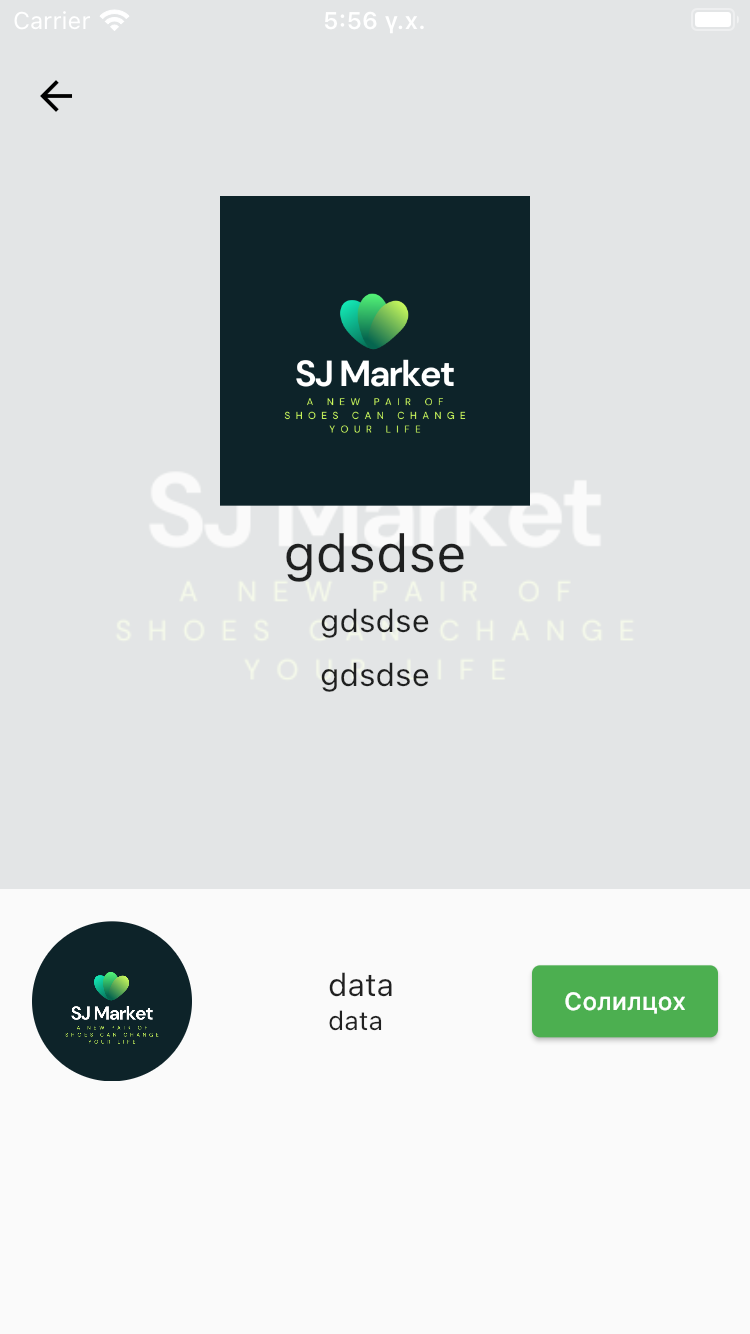 Carrier
5:56 ү.х.
SJ Market
A NEW PAIR OF
SHOES CAN CHANGE
YOUR LIFE
SJ Market
gdsdse
A NEW PAIR OF
gdsdse
SHOES CAN CHANGE
YOUR LIFE
gdsdse
SJ Market
A NEW PAIR OF
SHOES CAN CHANGE
YOUR LIFE
data
data
Солилцох